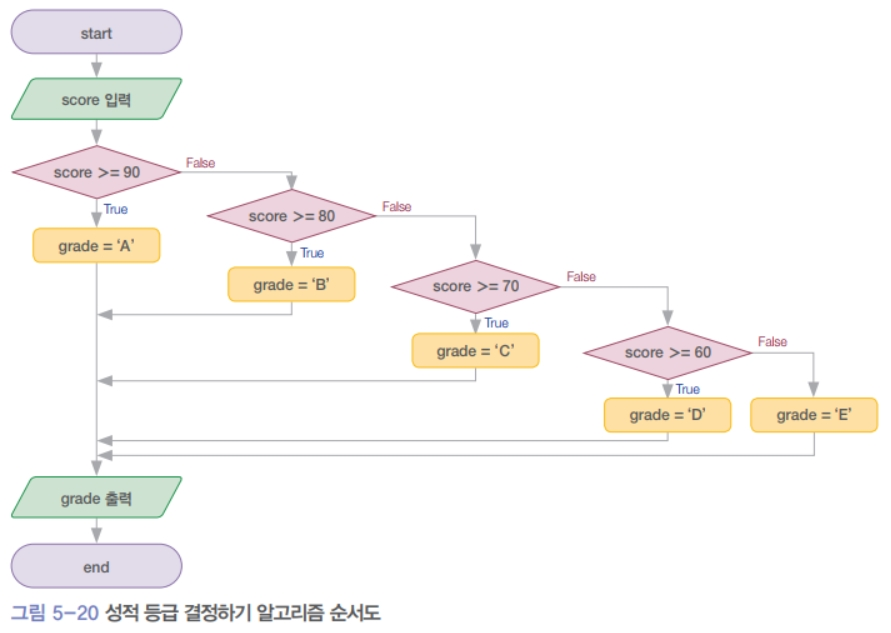 start
score 입력
score >= 90
False
True
grade = ‘A’
score >= 80
False
True
grade = ‘B’
score >= 70
False
True
grade = ‘C’
score >= 60
False
True
grade = ‘D’
grade = ‘E’
grade 출력
end
그림 5-20 성적 등급 결정하기 알고리즘 순서도